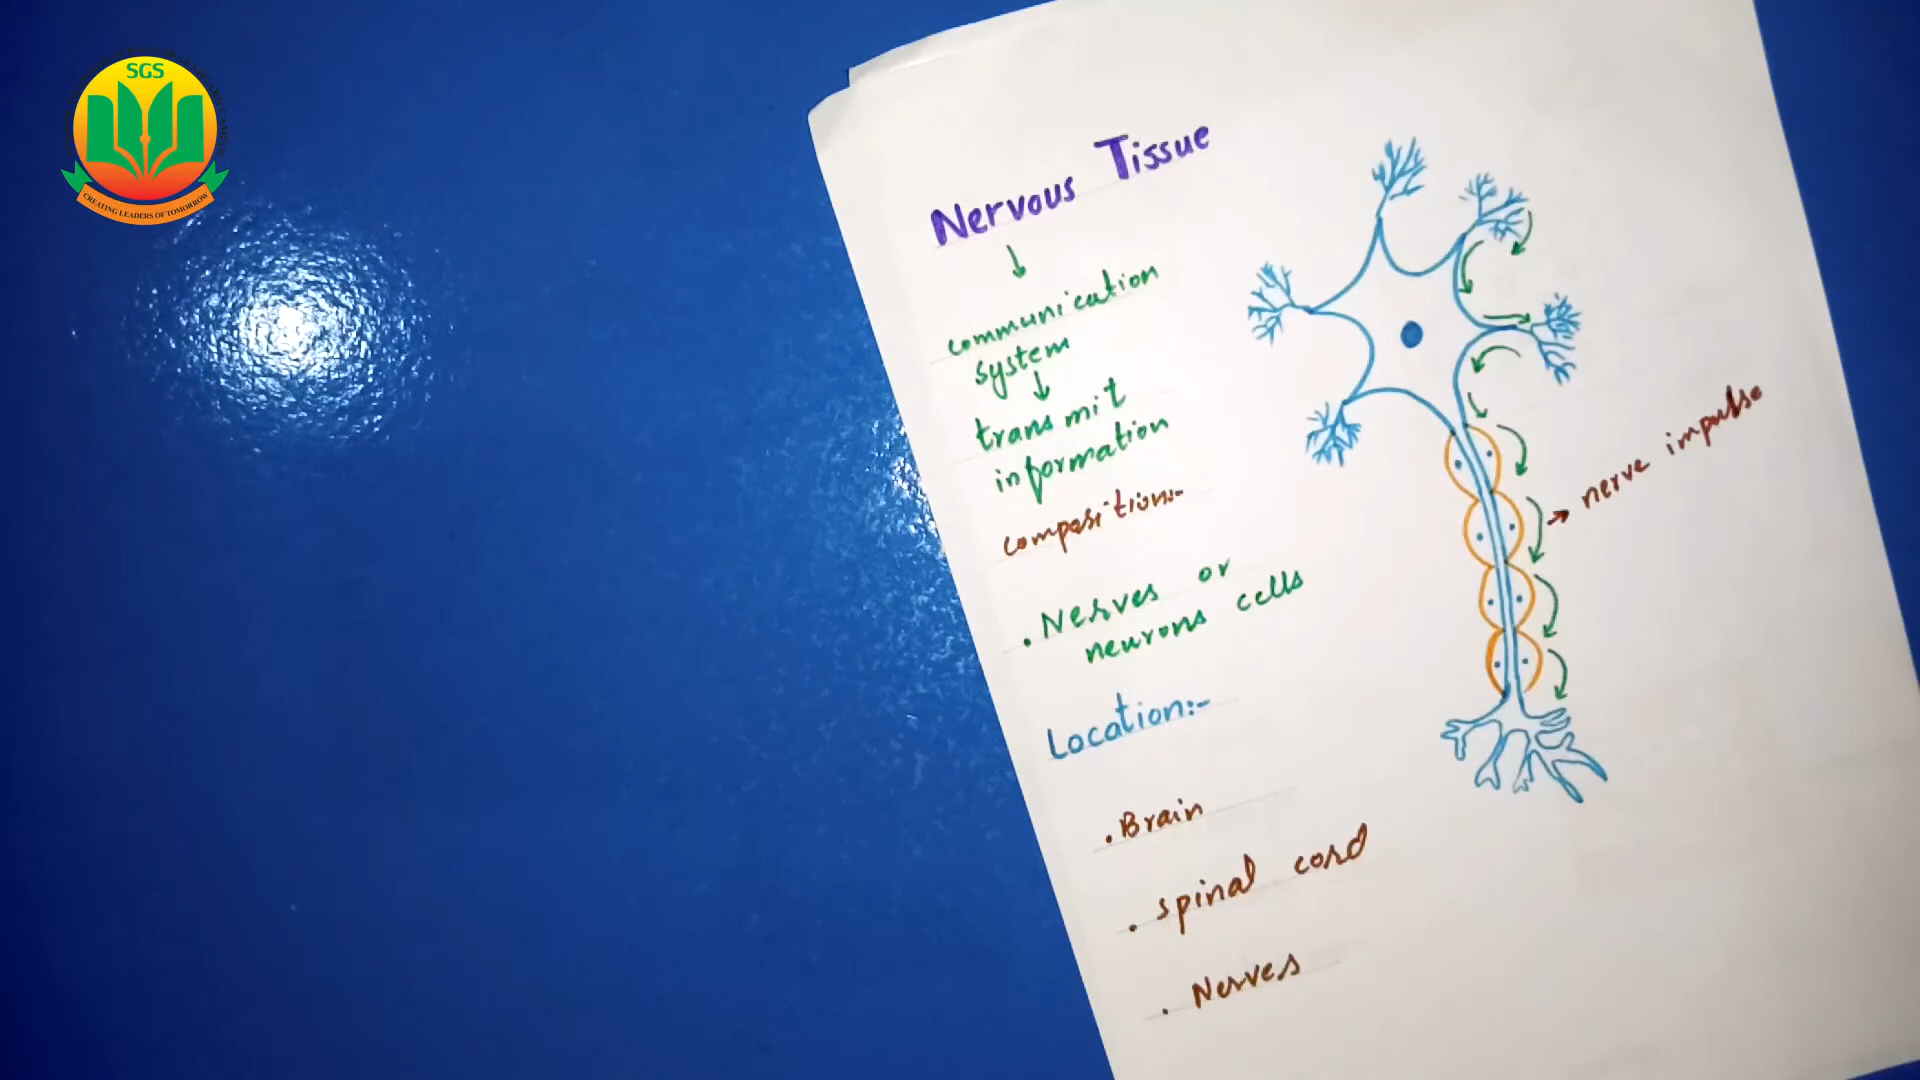 SGS
CREATING LEADERS OF TOMORROW
Nervous Tissue
communication
system
transmit
information
composition:-
. Nerves or
neurons cells
Location:-
. Brain
. spinal cord
. Nerves
nerve impulse